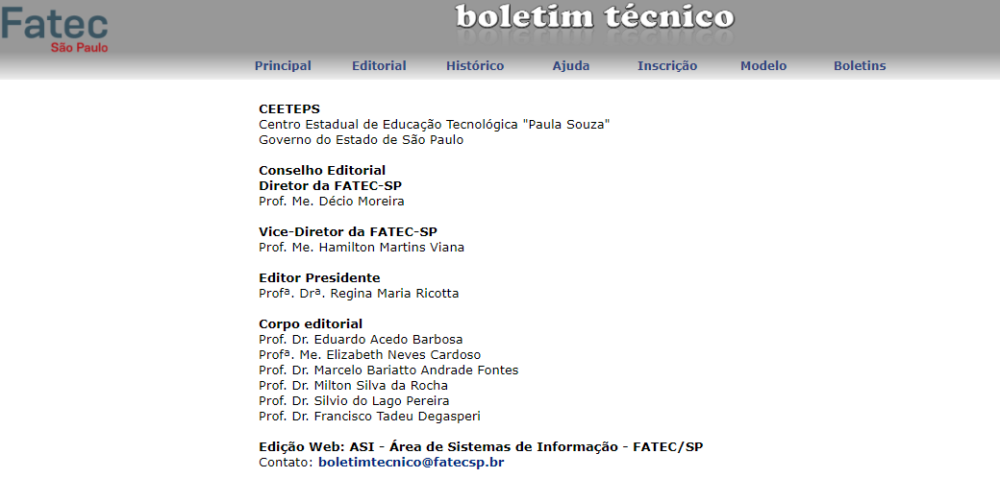 Fatec
São Paulo
boletim técnico
Principal Editorial Histórico Ajuda Inscrição Modelo Boletins
CEETEPS
Centro Estadual de Educação Tecnológica "Paula Souza"
Governo do Estado de São Paulo
Conselho Editorial
Diretor da FATEC-SP
Prof. Me. Décio Moreira
Vice-Diretor da FATEC-SP
Prof. Me. Hamilton Martins Viana
Editor Presidente
Profª. Drª. Regina Maria Ricotta
Corpo editorial
Prof. Dr. Eduardo Acedo Barbosa
Profª. Me. Elizabeth Neves Cardoso
Prof. Dr. Marcelo Bariatto Andrade Fontes
Prof. Dr. Milton Silva da Rocha
Prof. Dr. Silvio do Lago Pereira
Prof. Dr. Francisco Tadeu Degasperi
Edição Web: ASI - Área de Sistemas de Informação - FATEC/SP
Contato: boletimtecnico@fatecsp.br